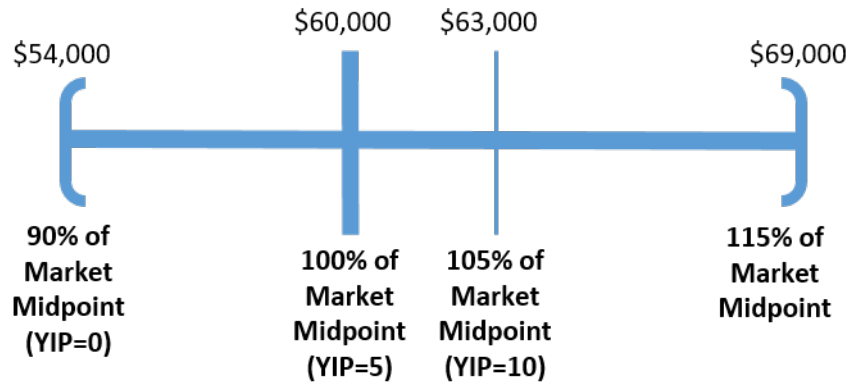 $54,000
$60,000
$63,000
$69,000
90% of
Market
Midpoint
(YIP=0)
100% of
Market
Midpoint
(YIP=5)
105% of
Market
Midpoint
(YIP=10)
115% of
Market
Midpoint